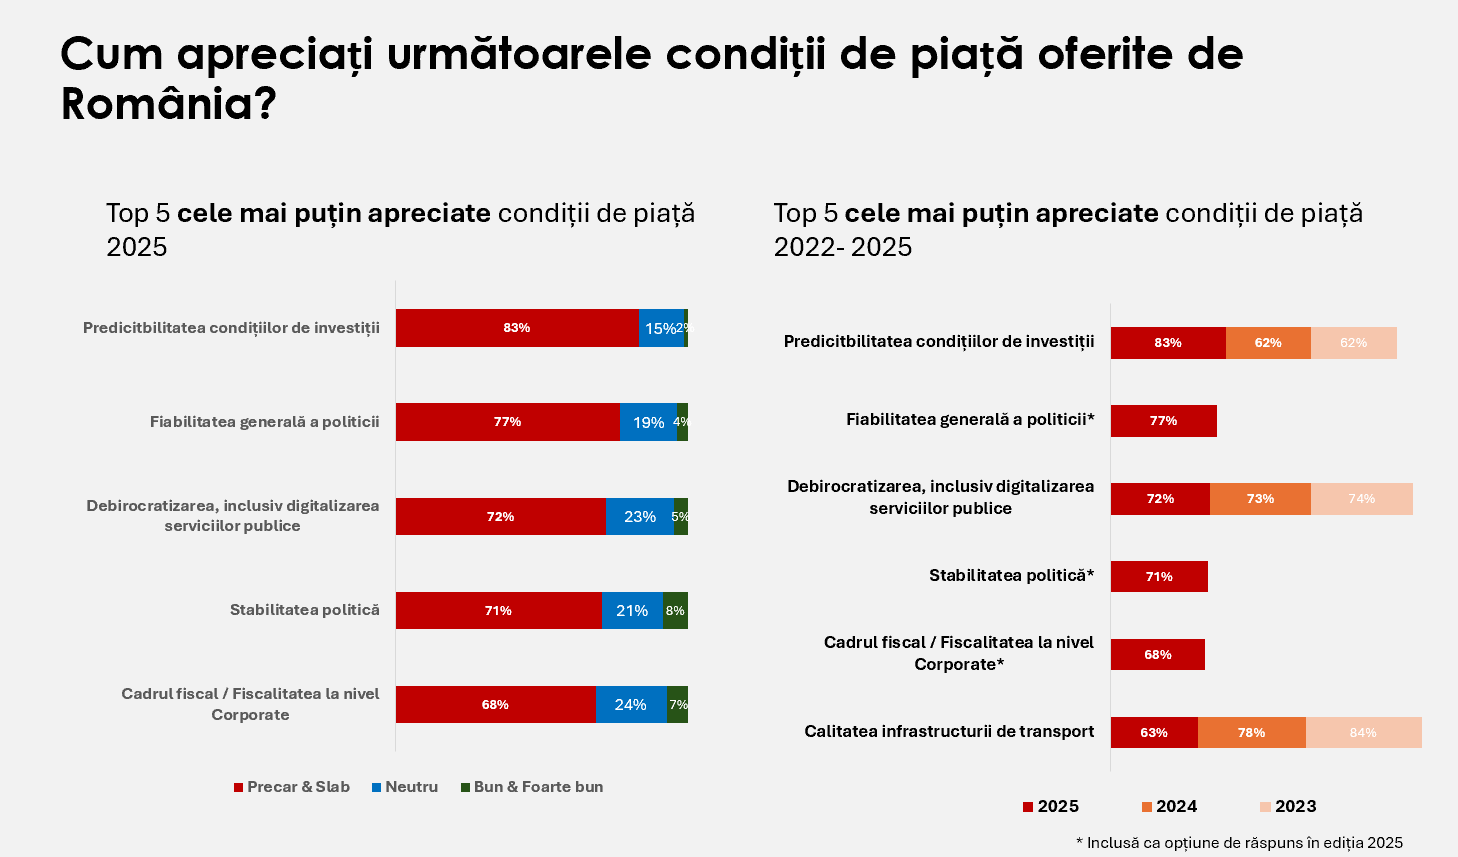 Cum apreciați următoarele condiții de piață oferite de
România?
Top 5 cele mai puțin apreciate condiții de piață
2025
Predicitbilitatea condițiilor de investiții
83%
15%
2%
Fiabilitatea generală a politicii
77%
19%
4%
Debirocratizarea, inclusiv digitalizarea
serviciilor publice
72%
23%
5%
Stabilitatea politică
71%
21%
8%
Cadrul fiscal / Fiscalitatea la nivel
Corporate
68%
24%
7%
Precar & Slab
Neutru
Bun & Foarte bun
Top 5 cele mai puțin apreciate condiții de piață
2022- 2025
Predicitbilitatea condițiilor de investiții
83%
62%
62%
Fiabilitatea generală a politicii*
77%
Debirocratizarea, inclusiv digitalizarea
serviciilor publice
72%
73%
74%
Stabilitatea politică*
71%
Cadrul fiscal / Fiscalitatea la nivel
Corporate*
68%
Calitatea infrastructurii de transport
63%
78%
84%
2025
2024
2023
* Inclusă ca opțiune de răspuns în ediția 2025